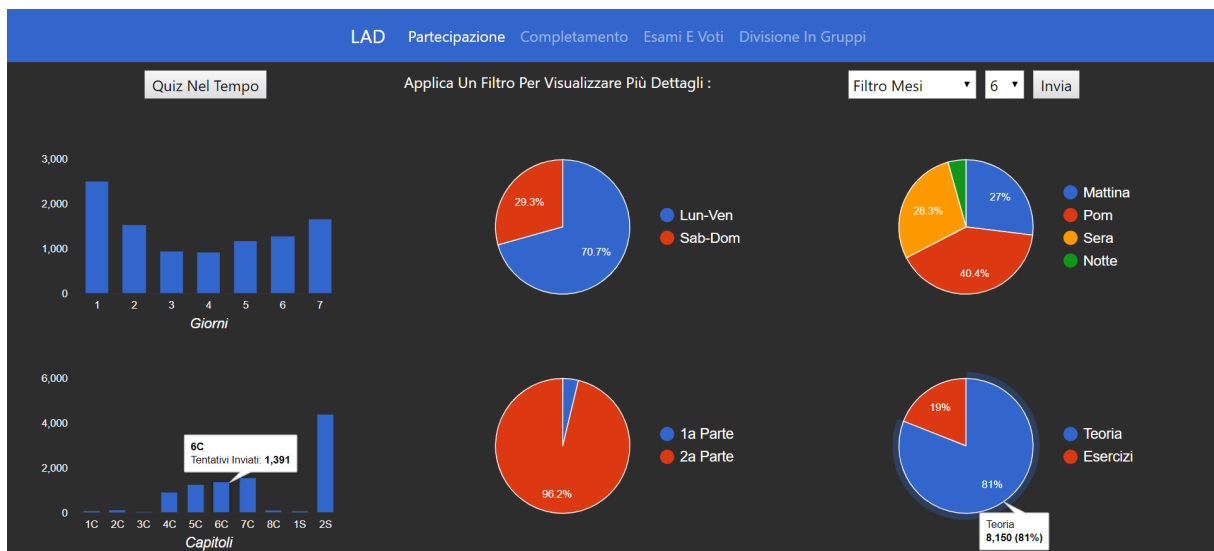 LAD Partecipazione Completamento Esami E Voti Divisione In Gruppi
Quiz Nel Tempo
Applica Un Filtro Per Visualizzare Più Dettagli :
Filtro Mesi 6 Invia
3,000
2,000
1,000
0
1 2 3 4 5 6 7
Giorni
29.3%
70.7%
Lun-Ven
Sab-Dom
27%
28.3%
40.4%
Mattina
Pom
Sera
Notte
6,000
4,000
2,000
0
6C
Tentativi Inviati: 1,391
1C 2C 3C 4C 5C 6C 7C 8C 1S 2S
Capitoli
96.2%
1a Parte
2a Parte
19%
81%
Teoria
Esercizi
Teoria
8,150 (81%)